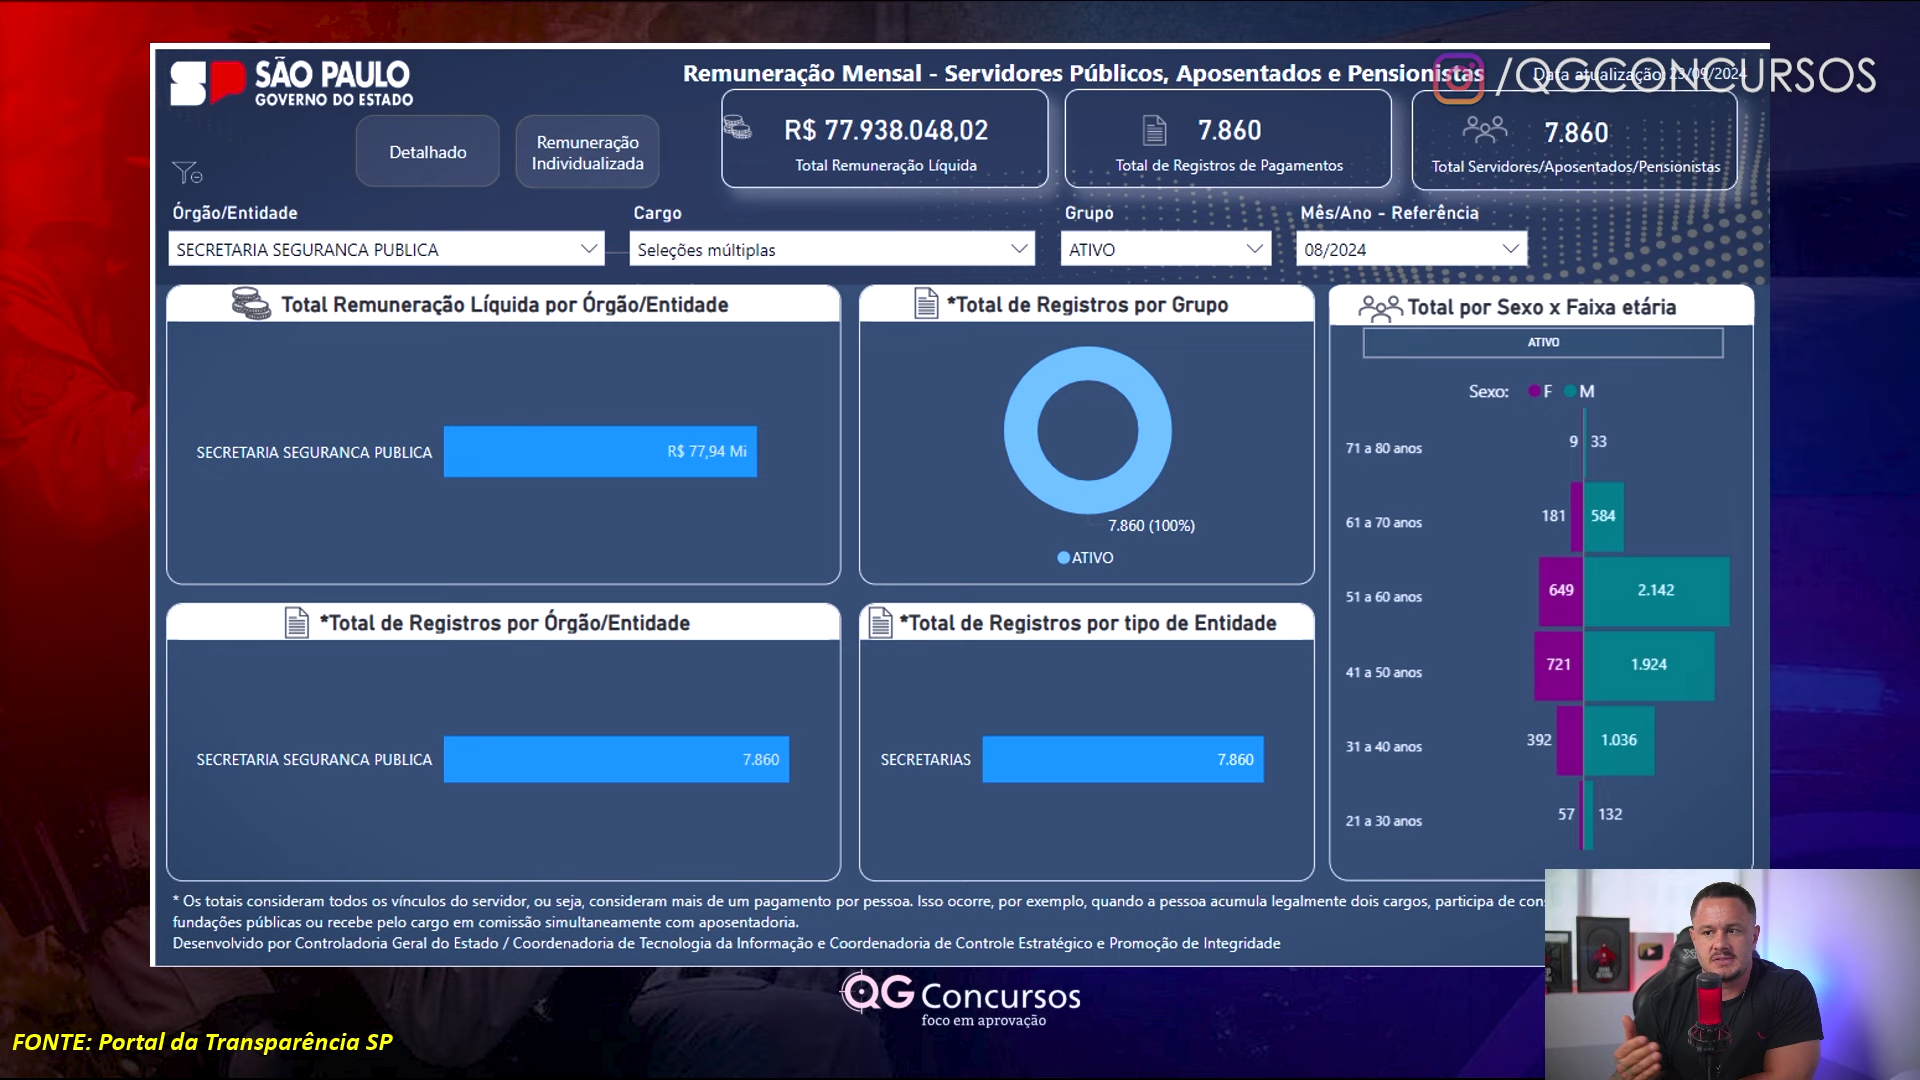 SÃO PAULO
GOVERNO DO ESTADO
Remuneração Mensal - Servidores Públicos, Aposentados e Pensionistas
Data atualização: 23/09/2024
/QGCONCURSOS
Detalhado
Remuneração
Individualizada
R$ 77.938.048,02
Total Remuneração Líquida
7.860
Total de Registros de Pagamentos
7.860
Total Servidores/Aposentados/Pensionistas
Órgão/Entidade
SECRETARIA SEGURANCA PUBLICA
Cargo
Seleções múltiplas
Grupo
ATIVO
Mês/Ano - Referência
08/2024
Total Remuneração Líquida por Órgão/Entidade
SECRETARIA SEGURANCA PUBLICA
R$ 77,94 Mi
*Total de Registros por Grupo
7.860 (100%)
ATIVO
Total por Sexo x Faixa etária
ATIVO
Sexo: F M
71 a 80 anos 9 33
61 a 70 anos 181 584
51 a 60 anos 649 2.142
41 a 50 anos 721 1.924
31 a 40 anos 392 1.036
21 a 30 anos 57 132
*Total de Registros por Órgão/Entidade
SECRETARIA SEGURANCA PUBLICA 7.860
*Total de Registros por tipo de Entidade
SECRETARIAS 7.860
* Os totais consideram todos os vínculos do servidor, ou seja, consideram mais de um pagamento por pessoa. Isso ocorre, por exemplo, quando a pessoa acumula legalmente dois cargos, participa de
fundações públicas ou recebe pelo cargo em comissão simultaneamente com aposentadoria.
Desenvolvido por Controladoria Geral do Estado / Coordenadoria de Tecnologia da Informação e Coordenadoria de Controle Estratégico e Promoção de Integridade
QG Concursos
foco em aprovação
FONTE: Portal da Transparência SP